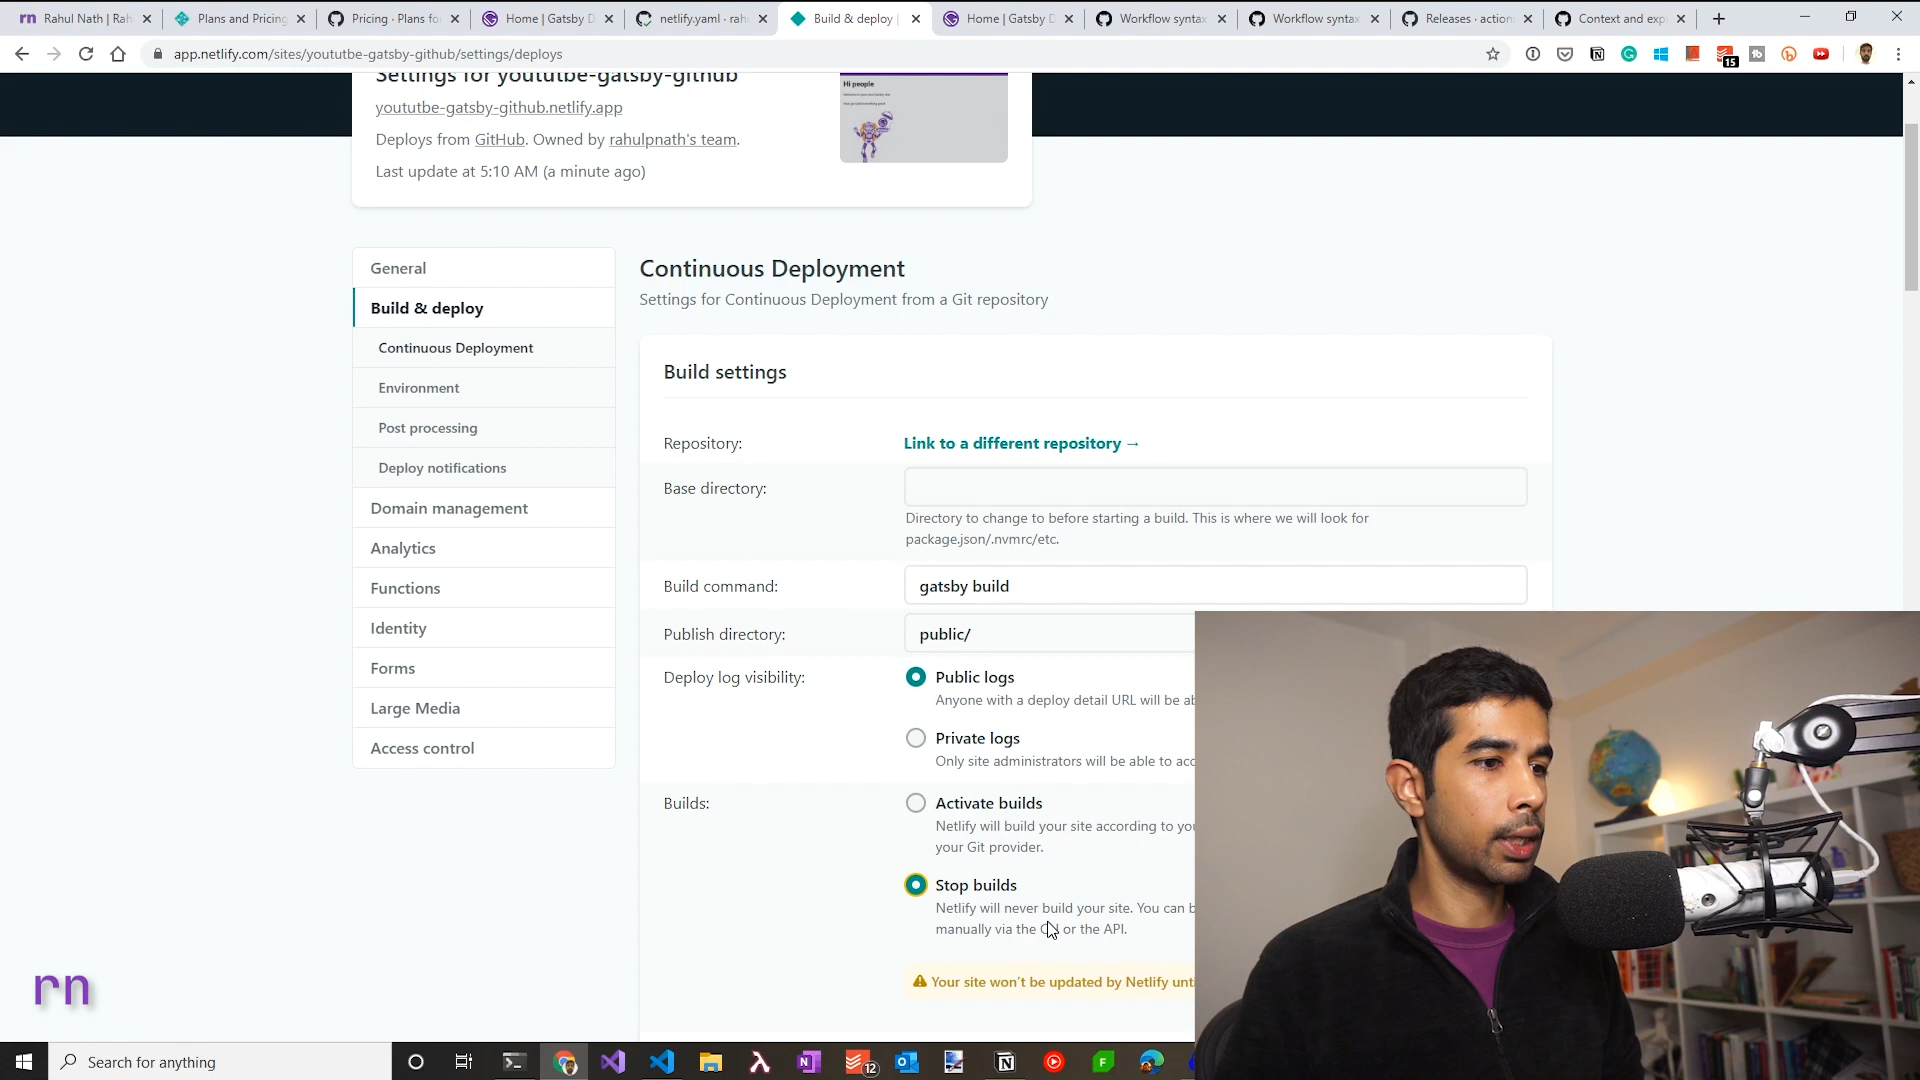 Rahul Nath | Rah
Plans and Pricing
Pricing · Plans fo
Home | Gatsby D
netlify.yaml · rah
Build & deploy |
Home | Gatsby D
Workflow syntax
Workflow syntax
Releases · action
Context and exp
app.netlify.com/sites/yoututbe-gatsby-github/settings/deploys
15
Settings for yoututbe-gatsby-github
yoututbe-gatsby-github.netlify.app
Deploys from GitHub. Owned by rahulpnath's team.
Last update at 5:10 AM (a minute ago)
Hi people
General
Build & deploy
Continuous Deployment
Environment
Post processing
Deploy notifications
Domain management
Analytics
Functions
Identity
Forms
Large Media
Access control
Continuous Deployment
Settings for Continuous Deployment from a Git repository
Build settings
Repository:
Link to a different repository →
Base directory:
Directory to change to before starting a build. This is where we will look for
package.json/.nvmrc/etc.
Build command:
gatsby build
Publish directory:
public/
Deploy log visibility:
Public logs
Anyone with a deploy detail URL will be ab
Private logs
Only site administrators will be able to acc
Builds:
Activate builds
Netlify will build your site according to you
your Git provider.
Stop builds
Netlify will never build your site. You can b
manually via the CLI or the API.
Your site won't be updated by Netlify unti
rn
Search for anything
12